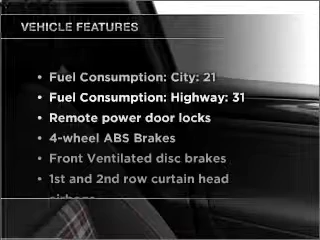 VEHICLE FEATURES
• Fuel Consumption: City: 21
• Fuel Consumption: Highway: 31
• Remote power door locks
• 4-wheel ABS Brakes
• Front Ventilated disc brakes
• 1st and 2nd row curtain head
airbags